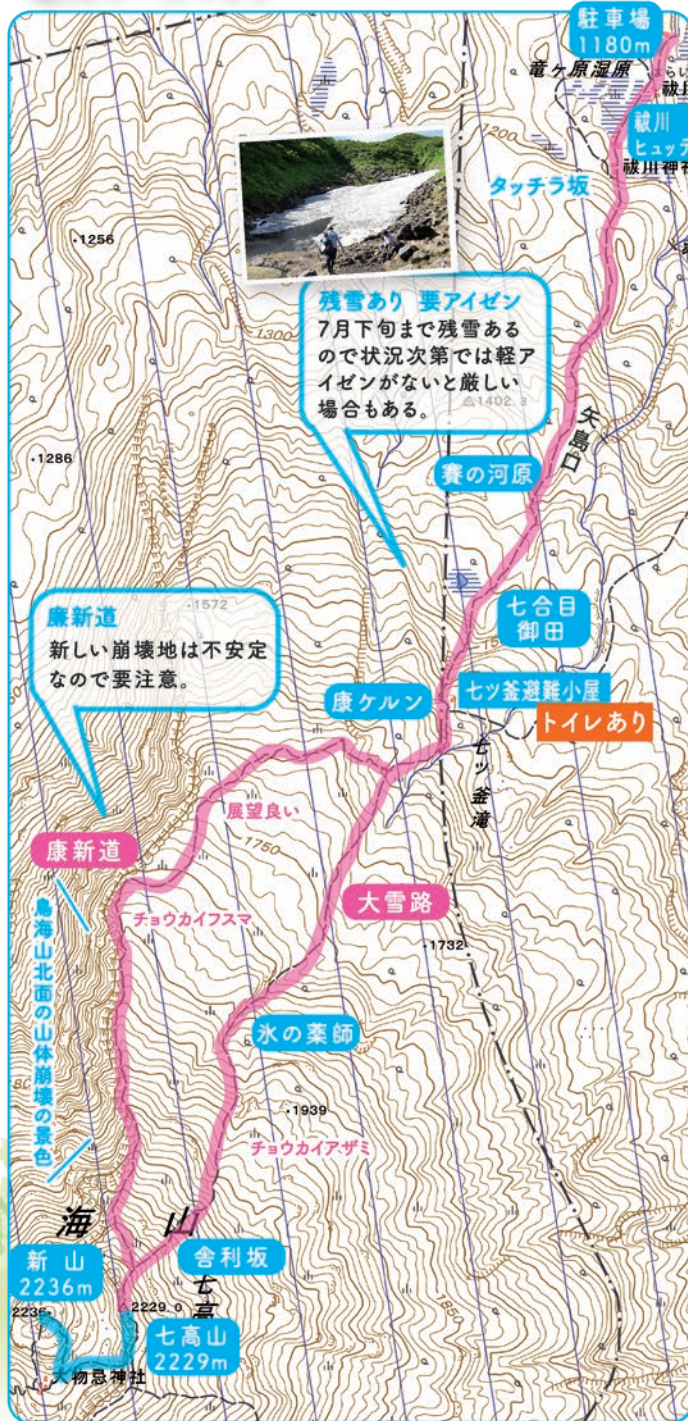 駐車場
1180m
竜ヶ原湿原
祓川
ヒュッテ
祓川神社
1200
タッチラ坂
・1256
残雪あり 要アイゼン
7月下旬まで残雪ある
ので状況次第では軽ア
イゼンがないと厳しい
場合もある。
1300
△1402.3
矢島口
・1286
賽の河原
廉新道
新しい崩壊地は不安定
なので要注意。
・1572
七合目
御田
康ケルン
七ツ釜避難小屋
トイレあり
七ツ釜滝
展望良い
1750
康新道
大雪路
チョウカイフスマ
・1732
鳥海山北面の山体崩壊の景色
氷の薬師
・1939
チョウカイアザミ
海 山
新 山
2236m
舎利坂
七高
2236
△2229.0
1850
七高山
2229m
大物忌神社